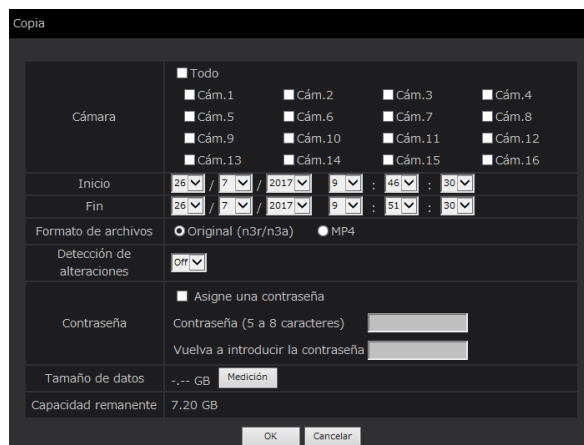 Copia
Todo
Cámara
Cám.1 Cám.2 Cám.3 Cám.4
Cám.5 Cám.6 Cám.7 Cám.8
Cám.9 Cám.10 Cám.11 Cám.12
Cám.13 Cám.14 Cám.15 Cám.16
Inicio 26 / 7 / 2017 9 : 46 : 30
Fin 26 / 7 / 2017 9 : 51 : 30
Formato de archivos Original (n3r/n3a) MP4
Detección de
alteraciones
Off
Asigne una contraseña
Contraseña Contraseña (5 a 8 caracteres)
Vuelva a introducir la contraseña
Tamaño de datos -.-- GB Medición
Capacidad remanente 7.20 GB
OK Cancelar